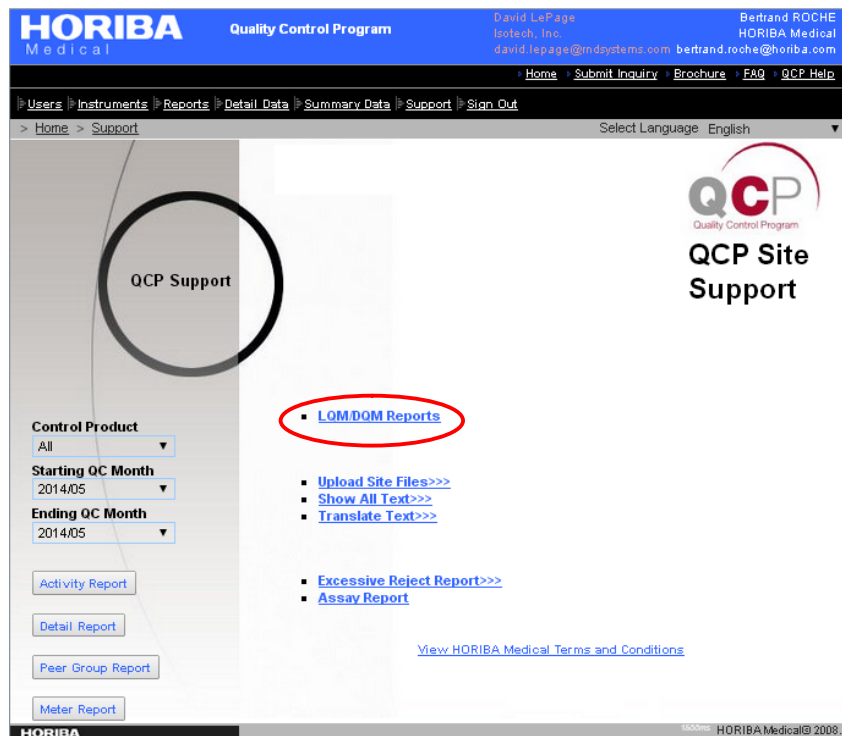 HORIBA
Medical
Quality Control Program
David LePage
Isotech, Inc.
david.lepage@rndsystems.com
Bertrand ROCHE
HORIBA Medical
bertrand.roche@horiba.com
Home Submit Inquiry Brochure FAQ QCP Help
Users Instruments Reports Detail Data Summary Data Support Sign Out
> Home > Support
Select Language English
QCP
Quality Control Program
QCP Site
Support
QCP Support
LQM/DQM Reports
Control Product
All
Starting QC Month
2014/05
Ending QC Month
2014/05
Upload Site Files>>>
Show All Text>>>
Translate Text>>>
Activity Report
Detail Report
Peer Group Report
Meter Report
Excessive Reject Report>>>
Assay Report
View HORIBA Medical Terms and Conditions
HORIBA
HORIBA Medical© 2008.